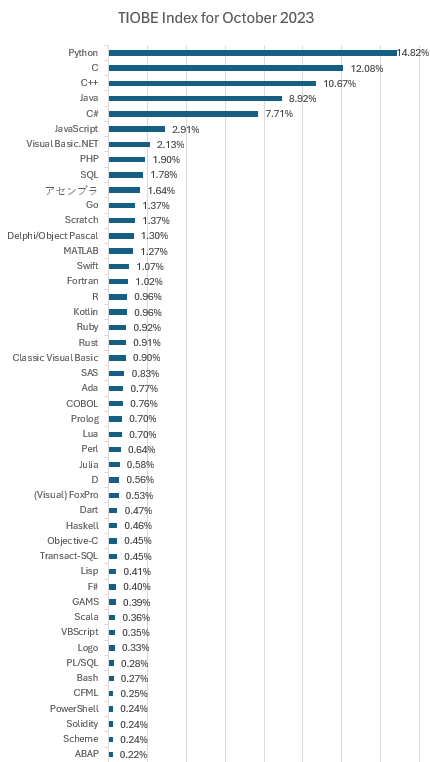 TIOBE Index for October 2023
Python 14.82%
C 12.08%
C++ 10.67%
Java 8.92%
C# 7.71%
JavaScript 2.91%
Visual Basic.NET 2.13%
PHP 1.90%
SQL 1.78%
アセンブラ 1.64%
Go 1.37%
Scratch 1.37%
Delphi/Object Pascal 1.30%
MATLAB 1.27%
Swift 1.07%
Fortran 1.02%
R 0.96%
Kotlin 0.96%
Ruby 0.92%
Rust 0.91%
Classic Visual Basic 0.90%
SAS 0.83%
Ada 0.77%
COBOL 0.76%
Prolog 0.70%
Lua 0.70%
Perl 0.64%
Julia 0.58%
D 0.56%
(Visual) FoxPro 0.53%
Dart 0.47%
Haskell 0.46%
Objective-C 0.45%
Transact-SQL 0.45%
Lisp 0.41%
F# 0.40%
GAMS 0.39%
Scala 0.36%
VBScript 0.35%
Logo 0.33%
PL/SQL 0.28%
Bash 0.27%
CFML 0.25%
PowerShell 0.24%
Solidity 0.24%
Scheme 0.24%
ABAP 0.22%